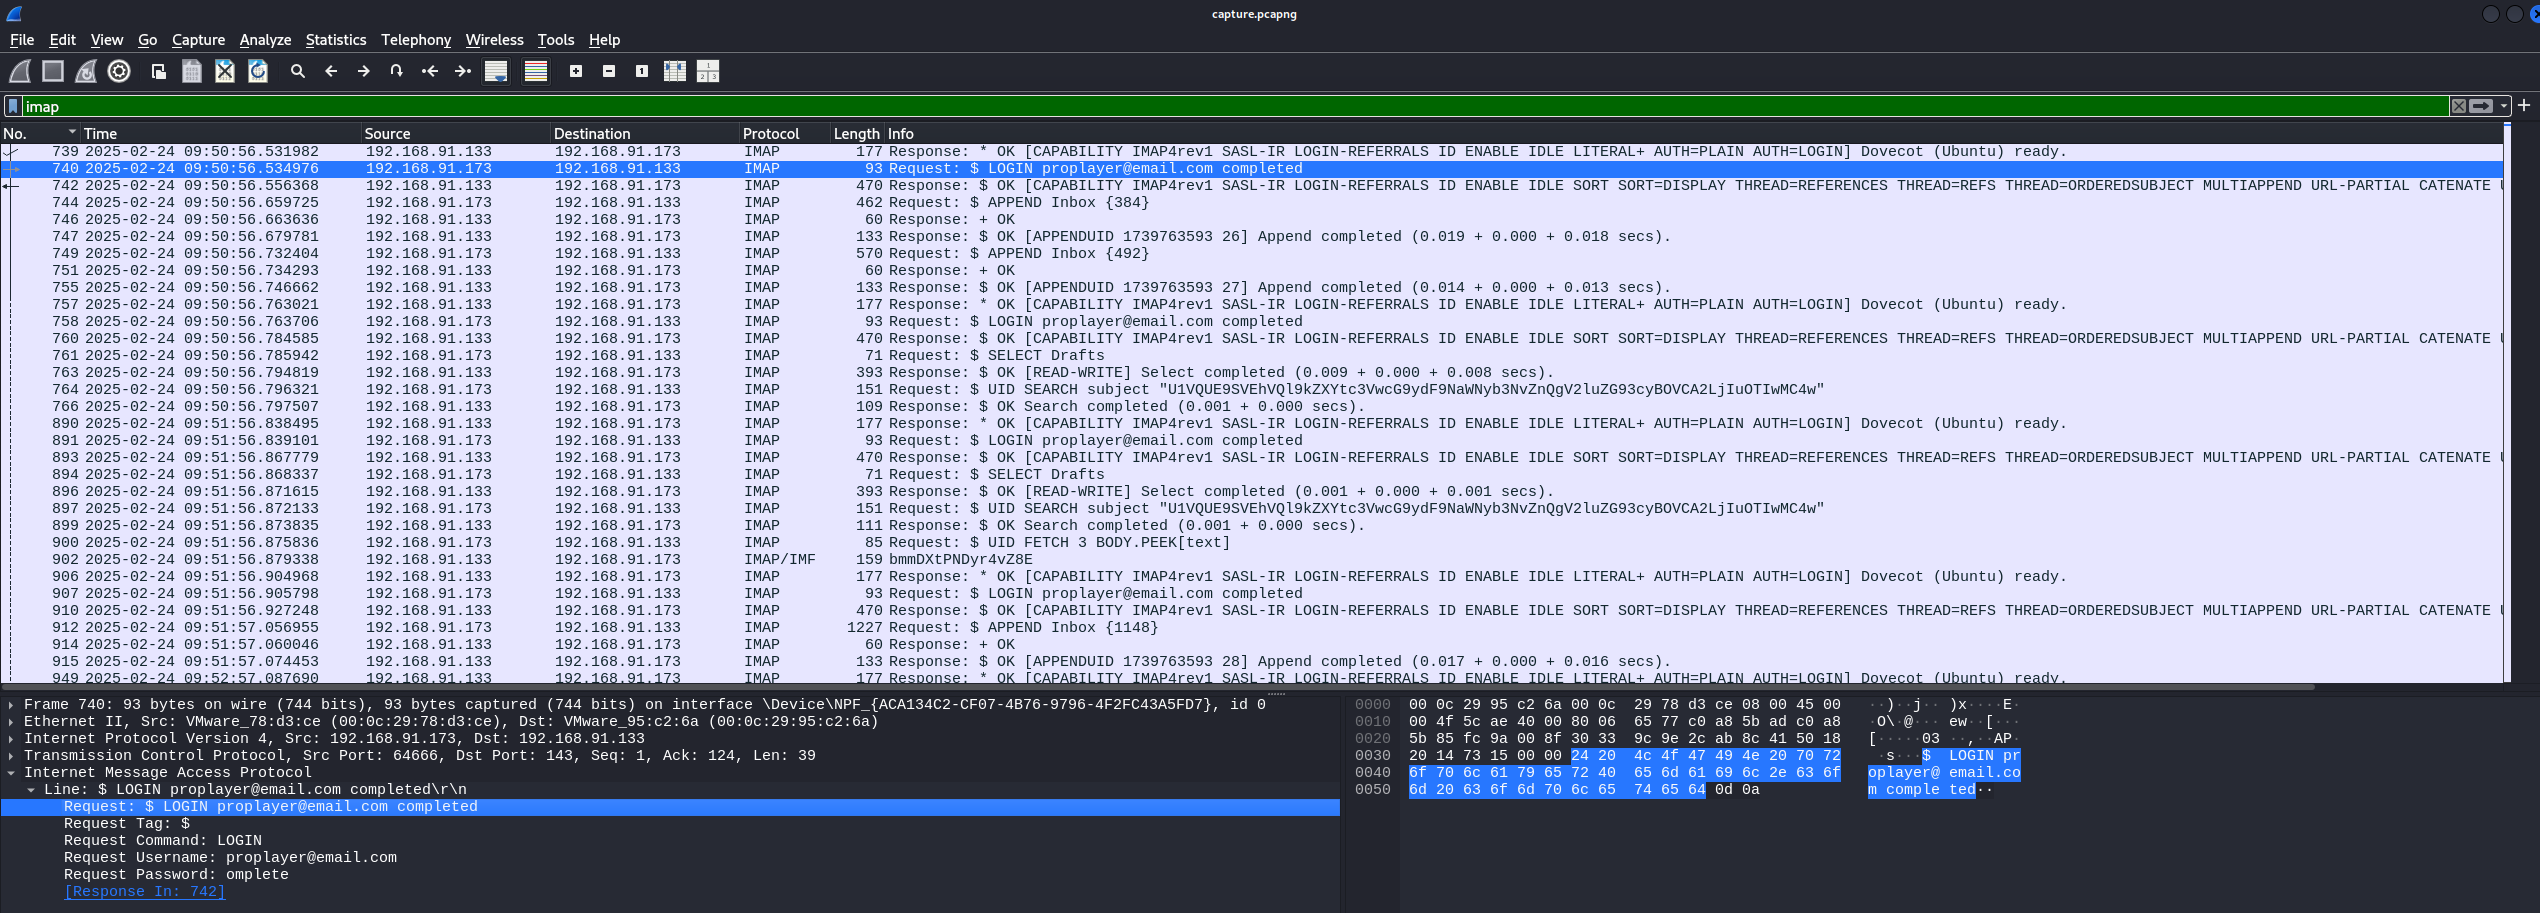 capture.pcapng
File Edit View Go Capture Analyze Statistics Telephony Wireless Tools Help
imap
No. Time Source Destination Protocol Length Info
739 2025-02-24 09:50:56.531982 192.168.91.133 192.168.91.173 IMAP 177 Response: * OK [CAPABILITY IMAP4rev1 SASL-IR LOGIN-REFERRALS ID ENABLE IDLE LITERAL+ AUTH=PLAIN AUTH=LOGIN] Dovecot (Ubuntu) ready.
740 2025-02-24 09:50:56.534976 192.168.91.173 192.168.91.133 IMAP 93 Request: $ LOGIN proplayer@email.com completed
742 2025-02-24 09:50:56.556368 192.168.91.133 192.168.91.173 IMAP 470 Response: $ OK [CAPABILITY IMAP4rev1 SASL-IR LOGIN-REFERRALS ID ENABLE IDLE SORT SORT=DISPLAY THREAD=REFERENCES THREAD=REFS THREAD=ORDEREDSUBJECT MULTIAPPEND URL-PARTIAL CATENATE
744 2025-02-24 09:50:56.659725 192.168.91.173 192.168.91.133 IMAP 462 Request: $ APPEND Inbox {384}
746 2025-02-24 09:50:56.663636 192.168.91.133 192.168.91.173 IMAP 60 Response: + OK
747 2025-02-24 09:50:56.679781 192.168.91.133 192.168.91.173 IMAP 133 Response: $ OK [APPENDUID 1739763593 26] Append completed (0.019 + 0.000 + 0.018 secs).
749 2025-02-24 09:50:56.732404 192.168.91.173 192.168.91.133 IMAP 570 Request: $ APPEND Inbox {492}
751 2025-02-24 09:50:56.734293 192.168.91.133 192.168.91.173 IMAP 60 Response: + OK
755 2025-02-24 09:50:56.746662 192.168.91.133 192.168.91.173 IMAP 133 Response: $ OK [APPENDUID 1739763593 27] Append completed (0.014 + 0.000 + 0.013 secs).
757 2025-02-24 09:50:56.763021 192.168.91.133 192.168.91.173 IMAP 177 Response: * OK [CAPABILITY IMAP4rev1 SASL-IR LOGIN-REFERRALS ID ENABLE IDLE LITERAL+ AUTH=PLAIN AUTH=LOGIN] Dovecot (Ubuntu) ready.
758 2025-02-24 09:50:56.763706 192.168.91.173 192.168.91.133 IMAP 93 Request: $ LOGIN proplayer@email.com completed
760 2025-02-24 09:50:56.784585 192.168.91.133 192.168.91.173 IMAP 470 Response: $ OK [CAPABILITY IMAP4rev1 SASL-IR LOGIN-REFERRALS ID ENABLE IDLE SORT SORT=DISPLAY THREAD=REFERENCES THREAD=REFS THREAD=ORDEREDSUBJECT MULTIAPPEND URL-PARTIAL CATENATE
761 2025-02-24 09:50:56.785942 192.168.91.173 192.168.91.133 IMAP 71 Request: $ SELECT Drafts
763 2025-02-24 09:50:56.794819 192.168.91.133 192.168.91.173 IMAP 393 Response: $ OK [READ-WRITE] Select completed (0.009 + 0.000 + 0.008 secs).
764 2025-02-24 09:50:56.796321 192.168.91.173 192.168.91.133 IMAP 151 Request: $ UID SEARCH subject "U1VQUE9SVEhVQl9kZXYtc3VwcG9ydF9NaWNyb3NvZnQgV2luZG93cyBOVCA2LjIuOTIwMC4w"
766 2025-02-24 09:50:56.797507 192.168.91.133 192.168.91.173 IMAP 109 Response: $ OK Search completed (0.001 + 0.000 secs).
890 2025-02-24 09:51:56.838495 192.168.91.133 192.168.91.173 IMAP 177 Response: * OK [CAPABILITY IMAP4rev1 SASL-IR LOGIN-REFERRALS ID ENABLE IDLE LITERAL+ AUTH=PLAIN AUTH=LOGIN] Dovecot (Ubuntu) ready.
891 2025-02-24 09:51:56.839101 192.168.91.173 192.168.91.133 IMAP 93 Request: $ LOGIN proplayer@email.com completed
893 2025-02-24 09:51:56.867779 192.168.91.133 192.168.91.173 IMAP 470 Response: $ OK [CAPABILITY IMAP4rev1 SASL-IR LOGIN-REFERRALS ID ENABLE IDLE SORT SORT=DISPLAY THREAD=REFERENCES THREAD=REFS THREAD=ORDEREDSUBJECT MULTIAPPEND URL-PARTIAL CATENATE
894 2025-02-24 09:51:56.868337 192.168.91.173 192.168.91.133 IMAP 71 Request: $ SELECT Drafts
896 2025-02-24 09:51:56.871615 192.168.91.133 192.168.91.173 IMAP 393 Response: $ OK [READ-WRITE] Select completed (0.001 + 0.000 + 0.001 secs).
897 2025-02-24 09:51:56.872133 192.168.91.173 192.168.91.133 IMAP 151 Request: $ UID SEARCH subject "U1VQUE9SVEhVQl9kZXYtc3VwcG9ydF9NaWNyb3NvZnQgV2luZG93cyBOVCA2LjIuOTIwMC4w"
899 2025-02-24 09:51:56.873835 192.168.91.133 192.168.91.173 IMAP 111 Response: $ OK Search completed (0.001 + 0.000 secs).
900 2025-02-24 09:51:56.875836 192.168.91.173 192.168.91.133 IMAP 85 Request: $ UID FETCH 3 BODY.PEEK[text]
902 2025-02-24 09:51:56.879338 192.168.91.133 192.168.91.173 IMAP/IMF 159 bmmDXtPNDyr4vZ8E
906 2025-02-24 09:51:56.904968 192.168.91.133 192.168.91.173 IMAP 177 Response: * OK [CAPABILITY IMAP4rev1 SASL-IR LOGIN-REFERRALS ID ENABLE IDLE LITERAL+ AUTH=PLAIN AUTH=LOGIN] Dovecot (Ubuntu) ready.
907 2025-02-24 09:51:56.905798 192.168.91.173 192.168.91.133 IMAP 93 Request: $ LOGIN proplayer@email.com completed
910 2025-02-24 09:51:56.927248 192.168.91.133 192.168.91.173 IMAP 470 Response: $ OK [CAPABILITY IMAP4rev1 SASL-IR LOGIN-REFERRALS ID ENABLE IDLE SORT SORT=DISPLAY THREAD=REFERENCES THREAD=REFS THREAD=ORDEREDSUBJECT MULTIAPPEND URL-PARTIAL CATENATE
912 2025-02-24 09:51:57.056955 192.168.91.173 192.168.91.133 IMAP 1227 Request: $ APPEND Inbox {1148}
914 2025-02-24 09:51:57.060046 192.168.91.133 192.168.91.173 IMAP 60 Response: + OK
915 2025-02-24 09:51:57.074453 192.168.91.133 192.168.91.173 IMAP 133 Response: $ OK [APPENDUID 1739763593 28] Append completed (0.017 + 0.000 + 0.016 secs).
949 2025-02-24 09:52:57.087690 192.168.91.133 192.168.91.173 IMAP 177 Response: * OK [CAPABILITY IMAP4rev1 SASL-IR LOGIN-REFERRALS ID ENABLE IDLE LITERAL+ AUTH=PLAIN AUTH=LOGIN] Dovecot (Ubuntu) ready.
Frame 740: 93 bytes on wire (744 bits), 93 bytes captured (744 bits) on interface \Device\NPF_{ACA134C2-CF07-4B76-9796-4F2FC43A5FD7}, id 0
Ethernet II, Src: VMware_78:d3:ce (00:0c:29:78:d3:ce), Dst: VMware_95:c2:6a (00:0c:29:95:c2:6a)
Internet Protocol Version 4, Src: 192.168.91.173, Dst: 192.168.91.133
Transmission Control Protocol, Src Port: 64666, Dst Port: 143, Seq: 1, Ack: 124, Len: 39
Internet Message Access Protocol
Line: $ LOGIN proplayer@email.com completed\r\n
Request: $ LOGIN proplayer@email.com completed
Request Tag: $
Request Command: LOGIN
Request Username: proplayer@email.com
Request Password: omplete
[Response In: 742]
0000 00 0c 29 95 c2 6a 00 0c 29 78 d3 ce 08 00 45 00 ··)··j·· )x····E·
0010 00 4f 5c ae 40 00 80 06 65 77 c0 a8 5b ad c0 a8 ·O\·@··· ew··[···
0020 5b 85 fc 9a 00 8f 30 33 9c 9e 2c ab 8c 41 50 18 [·····03 ··,··AP·
0030 20 14 73 15 00 00 24 20 4c 4f 47 49 4e 20 70 72 ·s···$ LOGIN pr
0040 6f 70 6c 61 79 65 72 40 65 6d 61 69 6c 2e 63 6f oplayer@ email.co
0050 6d 20 63 6f 6d 70 6c 65 74 65 64 0d 0a m comple ted··